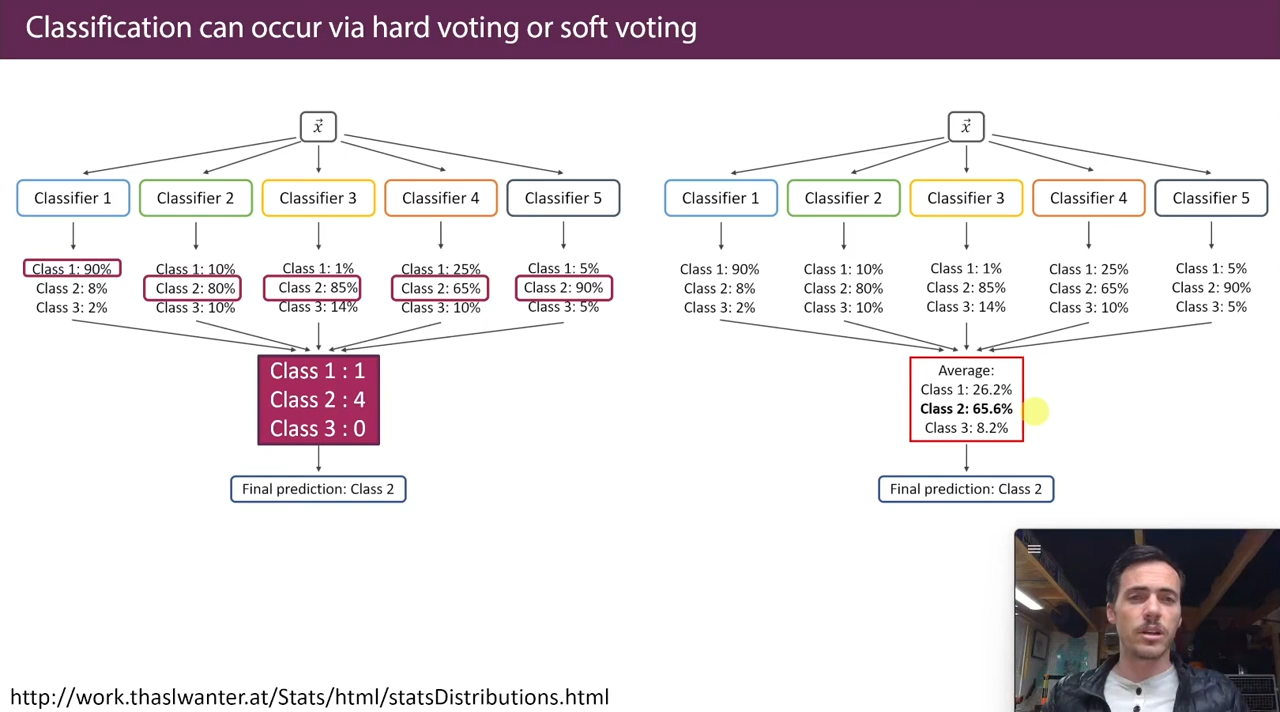 Classification can occur via hard voting or soft voting
x⃗
Classifier 1
Classifier 2
Classifier 3
Classifier 4
Classifier 5
Class 1: 90%
Class 2: 8%
Class 3: 2%
Class 1: 10%
Class 2: 80%
Class 3: 10%
Class 1: 1%
Class 2: 85%
Class 3: 14%
Class 1: 25%
Class 2: 65%
Class 3: 10%
Class 1: 5%
Class 2: 90%
Class 3: 5%
Class 1 : 1
Class 2 : 4
Class 3 : 0
Final prediction: Class 2
x⃗
Classifier 1
Classifier 2
Classifier 3
Classifier 4
Classifier 5
Class 1: 90%
Class 2: 8%
Class 3: 2%
Class 1: 10%
Class 2: 80%
Class 3: 10%
Class 1: 1%
Class 2: 85%
Class 3: 14%
Class 1: 25%
Class 2: 65%
Class 3: 10%
Class 1: 5%
Class 2: 90%
Class 3: 5%
Average:
Class 1: 26.2%
Class 2: 65.6%
Class 3: 8.2%
Final prediction: Class 2
http://work.thaslwanter.at/Stats/html/statsDistributions.html